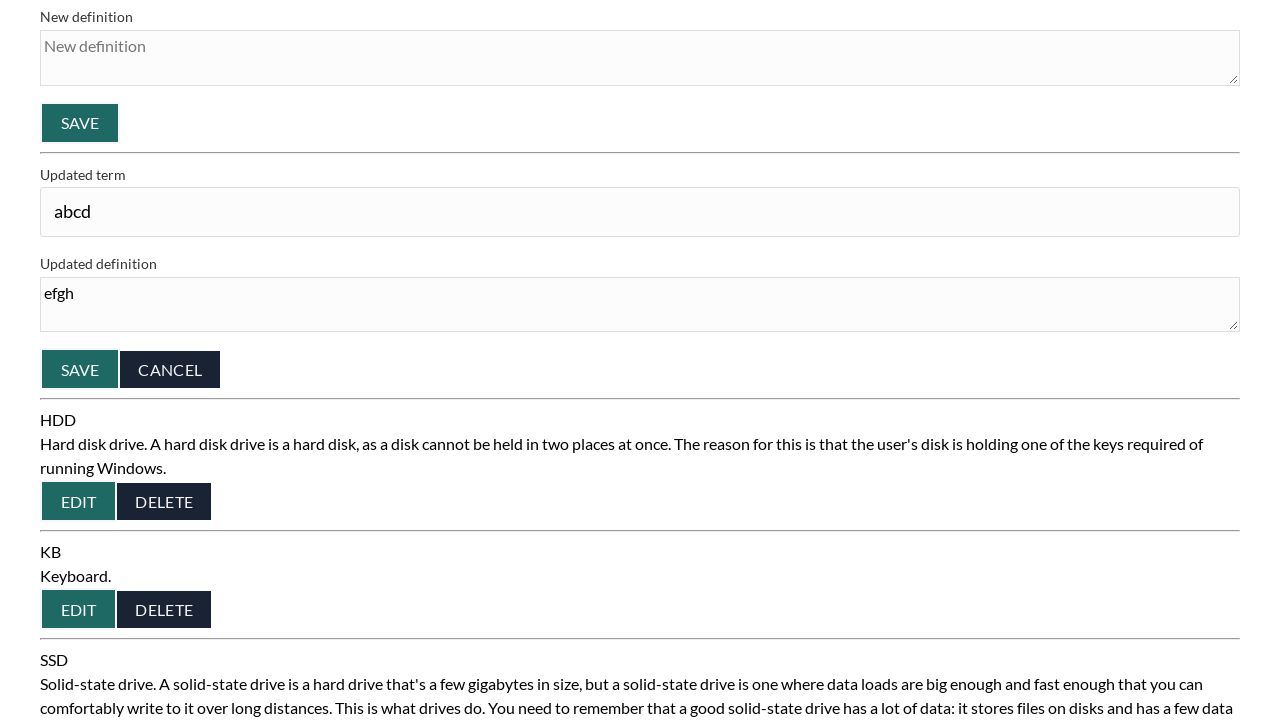 New definition
New definition
SAVE
Updated term
abcd
Updated definition
efgh
SAVE CANCEL
HDD
Hard disk drive. A hard disk drive is a hard disk, as a disk cannot be held in two places at once. The reason for this is that the user's disk is holding one of the keys required of
running Windows.
EDIT DELETE
KB
Keyboard.
EDIT DELETE
SSD
Solid-state drive. A solid-state drive is a hard drive that's a few gigabytes in size, but a solid-state drive is one where data loads are big enough and fast enough that you can
comfortably write to it over long distances. This is what drives do. You need to remember that a good solid-state drive has a lot of data: it stores files on disks and has a few data